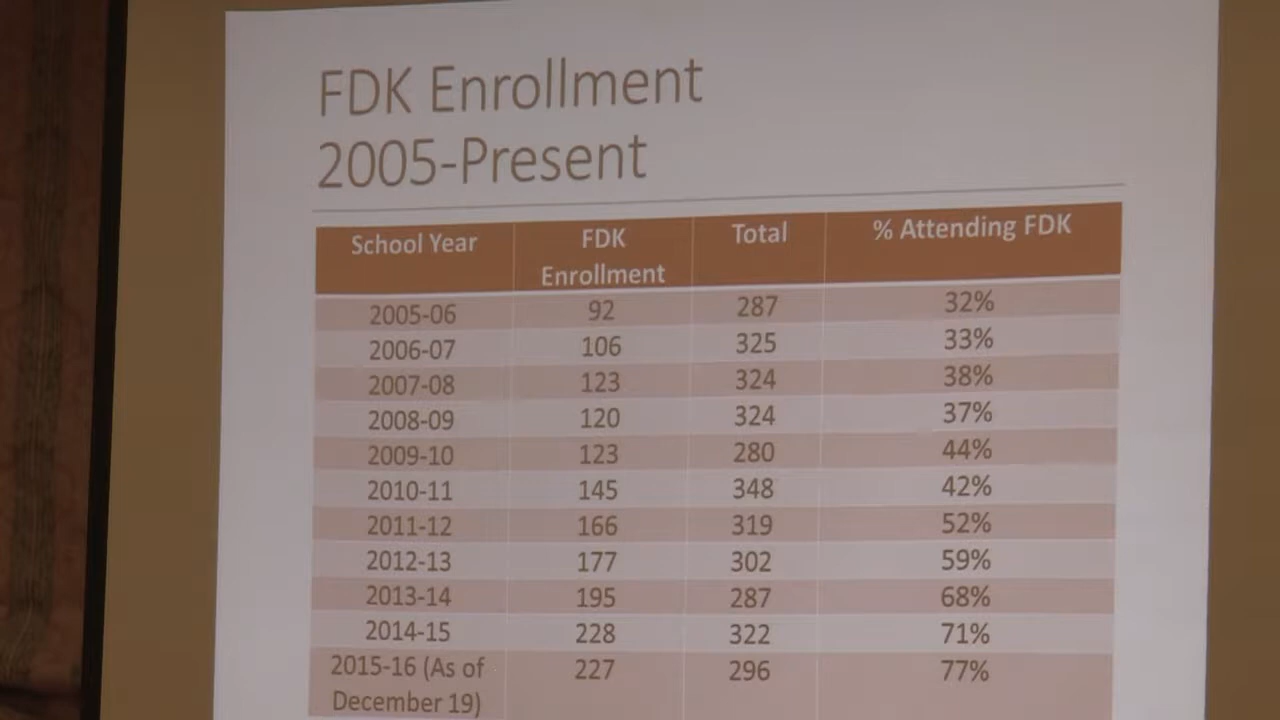 FDK Enrollment
2005-Present
School Year FDK Enrollment Total % Attending FDK
2005-06 92 287 32%
2006-07 106 325 33%
2007-08 123 324 38%
2008-09 120 324 37%
2009-10 123 280 44%
2010-11 145 348 42%
2011-12 166 319 52%
2012-13 177 302 59%
2013-14 195 287 68%
2014-15 228 322 71%
2015-16 (As of December 19) 227 296 77%